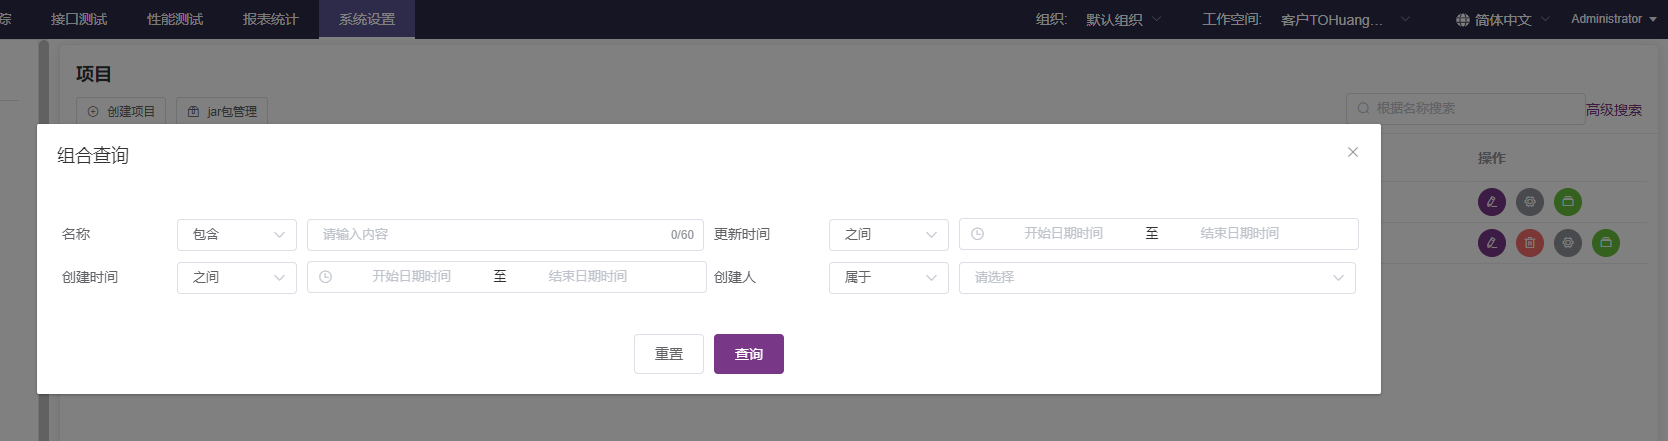 踪 接口测试 性能测试 报表统计 系统设置 组织: 默认组织 工作空间: 客户TOHuang... 简体中文 Administrator
项目
创建项目 jar包管理 根据名称搜索 高级搜索
组合查询
操作
名称 包含 请输入内容 0/60 更新时间 之间 开始日期时间 至 结束日期时间
创建时间 之间 开始日期时间 至 结束日期时间 创建人 属于 请选择
重置 查询